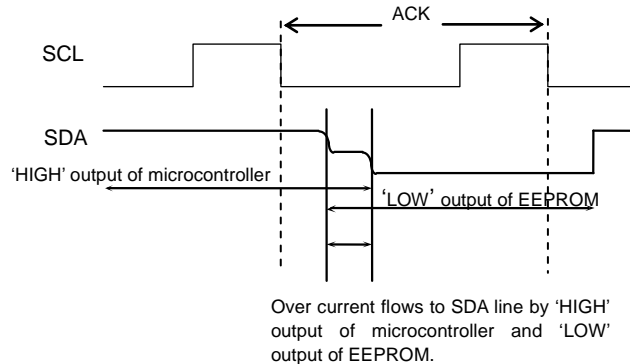 ACK
SCL
SDA
'HIGH' output of microcontroller
'LOW' output of EEPROM
Over current flows to SDA line by 'HIGH'
output of microcontroller and 'LOW'
output of EEPROM.